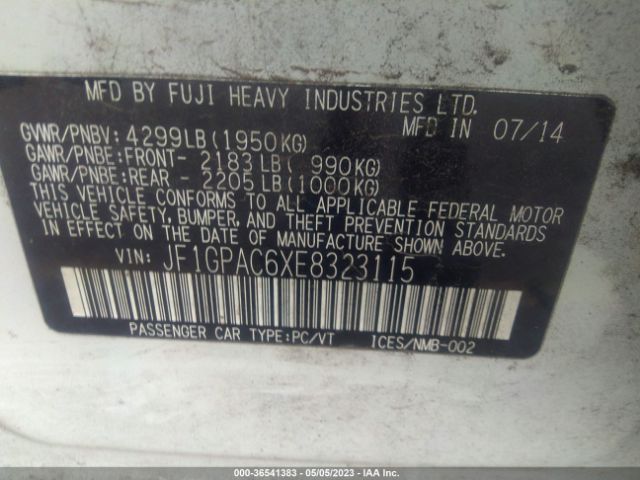 MFD BY FUJI HEAVY INDUSTRIES LTD.
MFD IN 07/14
GVWR/PNBV: 4299LB(1950KG)
GAWR/PNBE:FRONT- 2183LB( 990KG)
GAWR/PNBE:REAR - 2205LB(1000KG)
THIS VEHICLE CONFORMS TO ALL APPLICABLE FEDERAL MOTOR
VEHICLE SAFETY, BUMPER, AND THEFT PREVENTION STANDARDS
IN EFFECT ON THE DATE OF MANUFACTURE SHOWN ABOVE.
VIN: JF1GPAC6XE8323115
PASSENGER CAR TYPE:PC/VT ICES/NMB-002
000-36541383 - 05/05/2023 - IAA Inc.